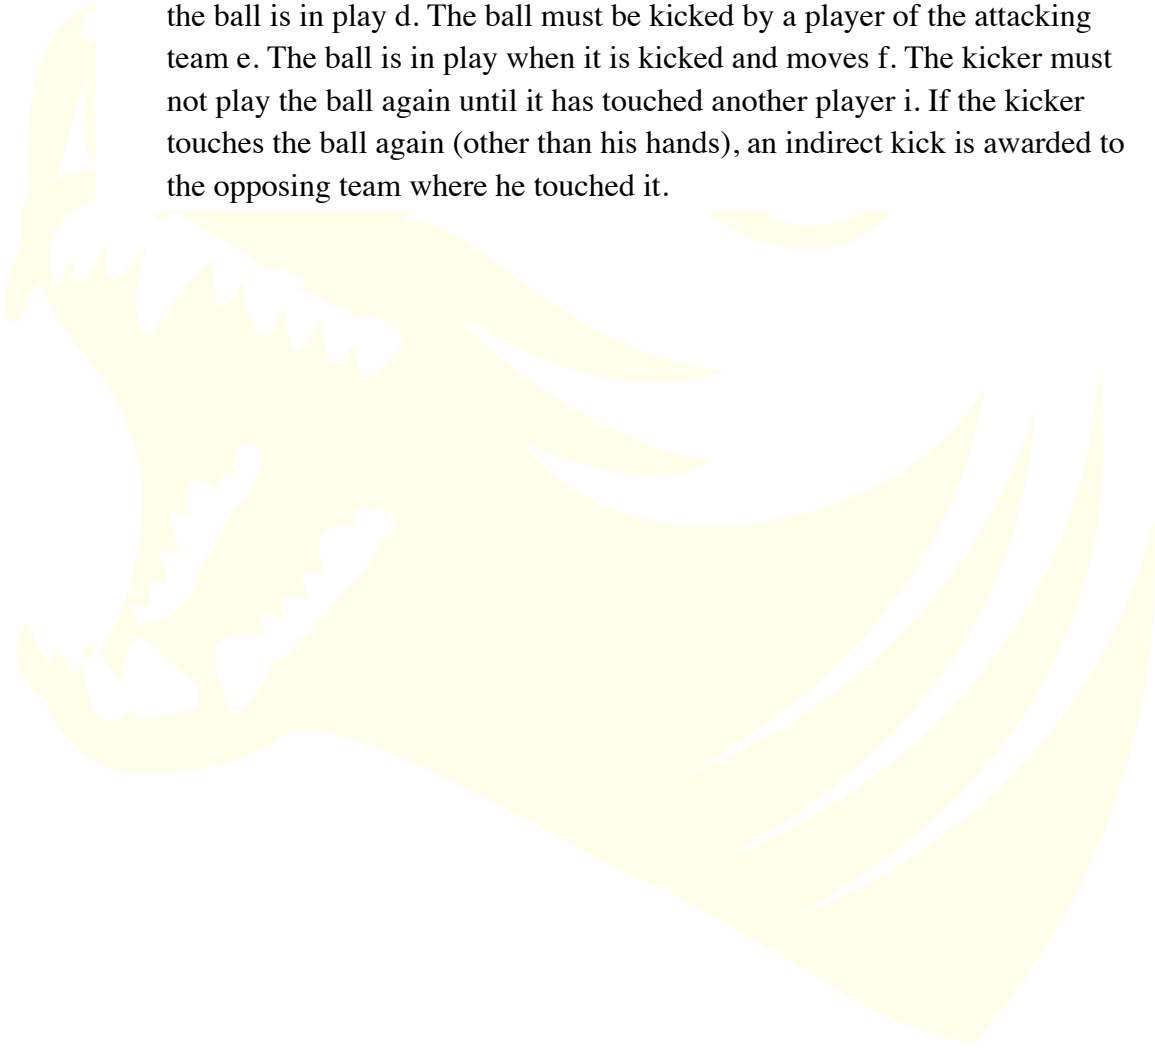 the ball is in play d. The ball must be kicked by a player of the attacking
team e. The ball is in play when it is kicked and moves f. The kicker must
not play the ball again until it has touched another player i. If the kicker
touches the ball again (other than his hands), an indirect kick is awarded to
the opposing team where he touched it.